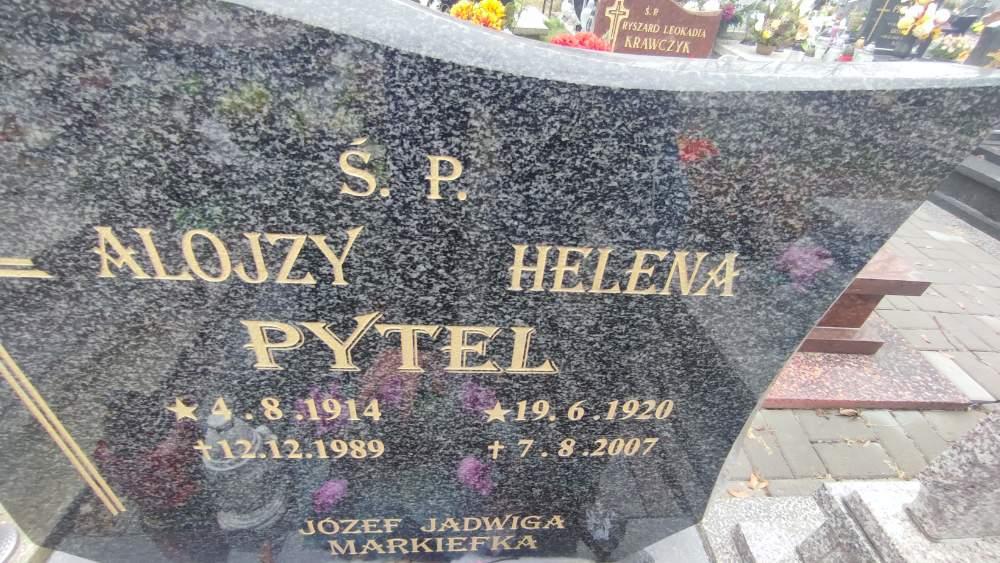 Ś. P.
RYSZARD LEOKADIA
KRAWCZYK
Ś. P.
ALOJZY HELENA
PYTEL
★ 4 . 8 . 1914 ★ 19 . 6 . 1920
✝ 12.12.1989 ✝ 7 . 8 . 2007
JÓZEF JADWIGA
MARKIEFKA